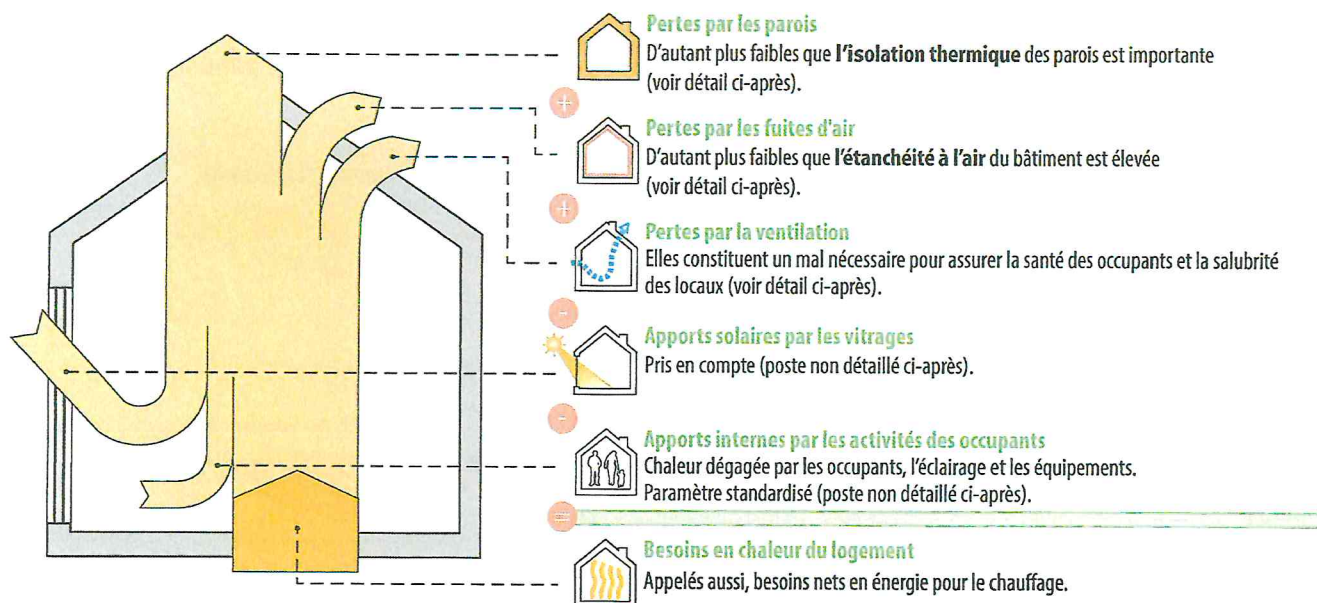 Pertes par les parois
D'autant plus faibles que l'isolation thermique des parois est importante
(voir détail ci-après).
+
Pertes par les fuites d'air
D'autant plus faibles que l'étanchéité à l'air du bâtiment est élevée
(voir détail ci-après).
+
Pertes par la ventilation
Elles constituent un mal nécessaire pour assurer la santé des occupants et la salubrité
des locaux (voir détail ci-après).
-
Apports solaires par les vitrages
Pris en compte (poste non détaillé ci-après).
-
Apports internes par les activités des occupants
Chaleur dégagée par les occupants, l'éclairage et les équipements.
Paramètre standardisé (poste non détaillé ci-après).
=
Besoins en chaleur du logement
Appelés aussi, besoins nets en énergie pour le chauffage.